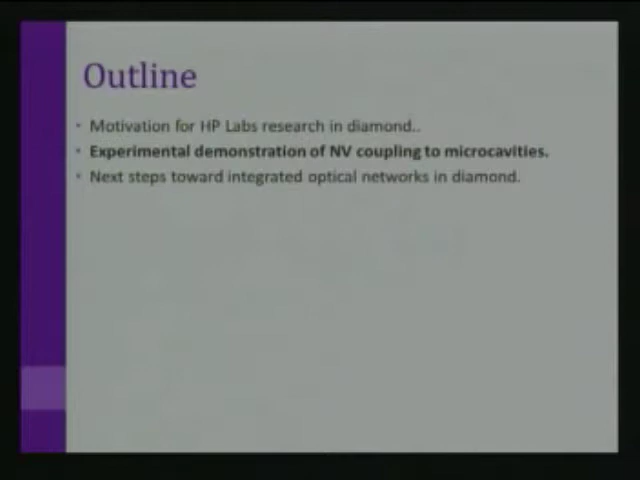 Outline
• Motivation for HP Labs research in diamond..
• Experimental demonstration of NV coupling to microcavities.
• Next steps toward integrated optical networks in diamond.